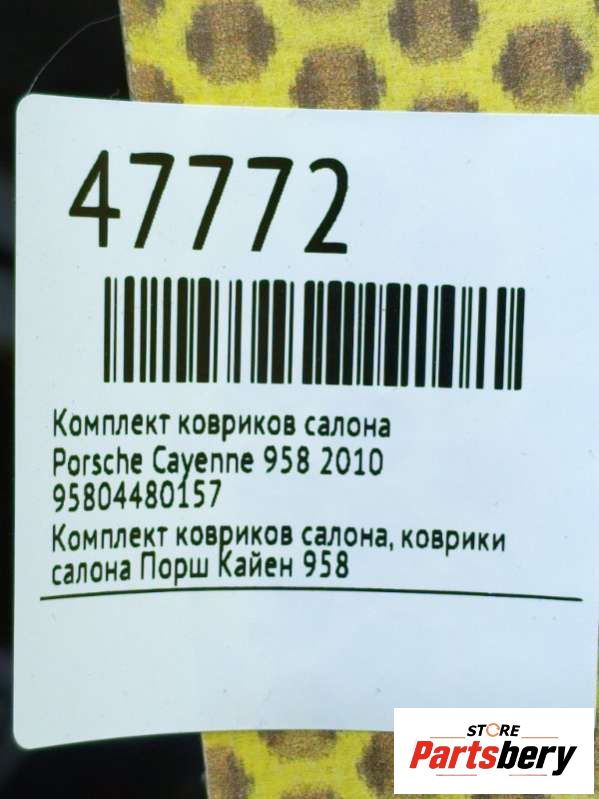 47772
Комплект ковриков салона
Porsche Cayenne 958 2010
95804480157
Комплект ковриков салона, коврики
салона Порш Кайен 958
STORE
Partsbery